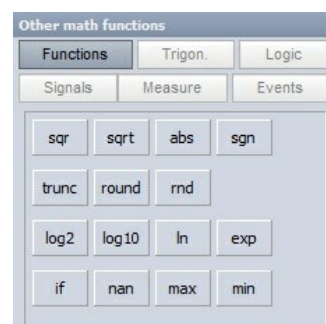 Other math functions
Functions Trigon. Logic
Signals Measure Events
sqr sqrt abs sgn
trunc round rnd
log2 log10 ln exp
if nan max min